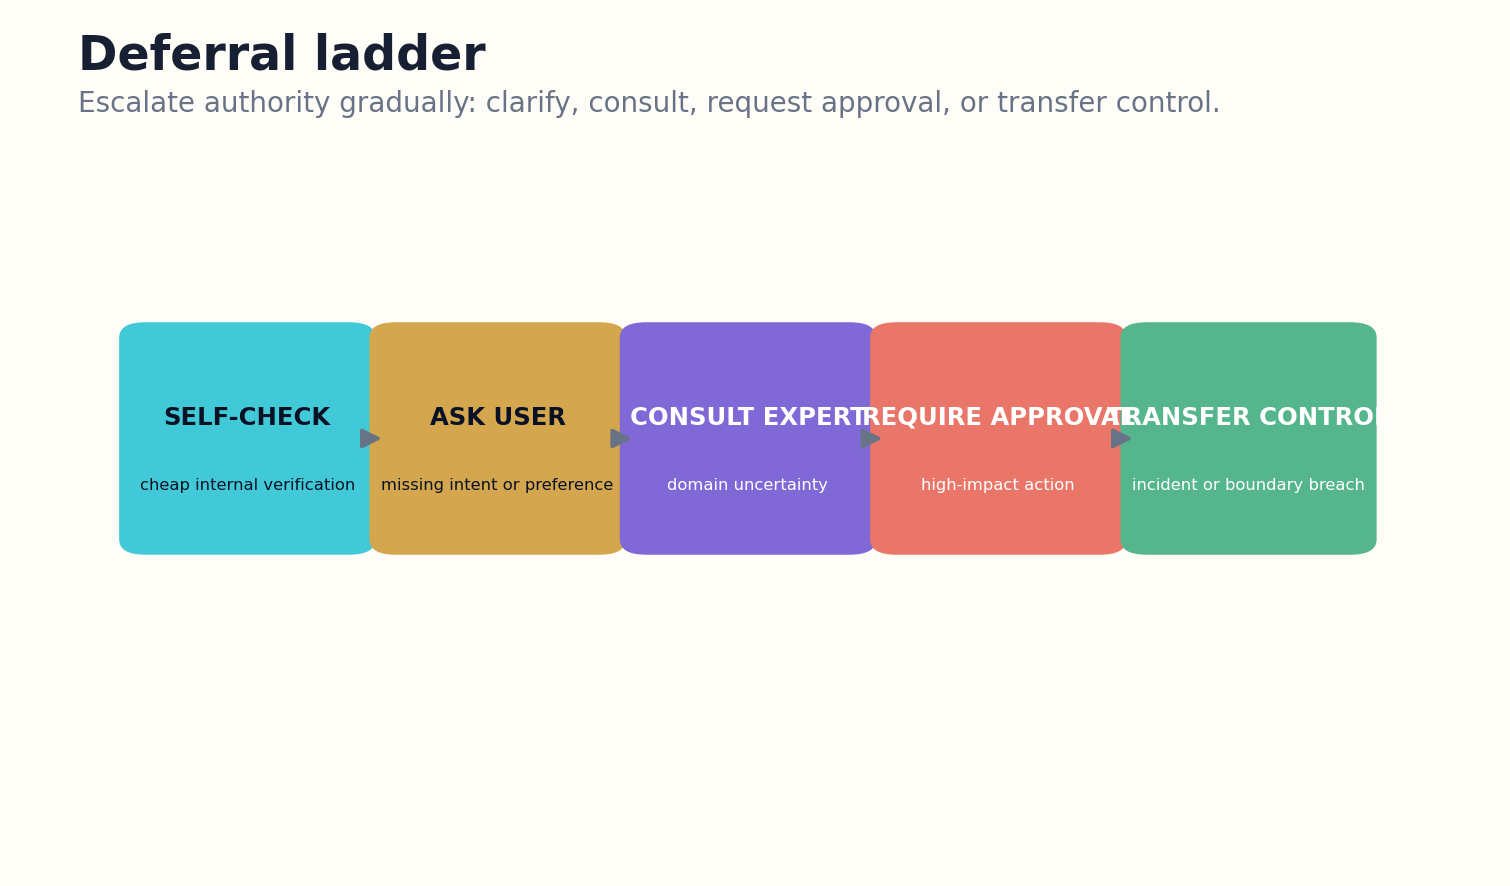 Deferral ladder
Escalate authority gradually: clarify, consult, request approval, or transfer control.
SELF-CHECK
cheap internal verification
ASK USER
missing intent or preference
CONSULT EXPERT
domain uncertainty
REQUIRE APPROVAL
high-impact action
TRANSFER CONTROL
incident or boundary breach